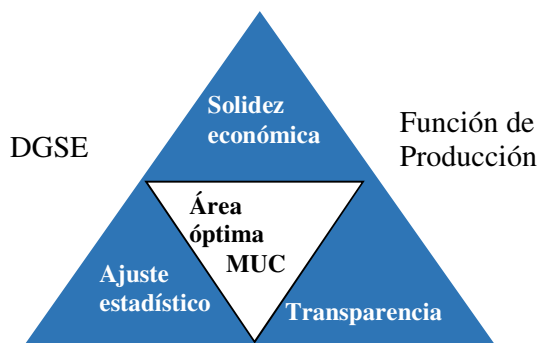 Solidez
económica
DGSE
Función de
Producción
Área
óptima
MUC
Ajuste
estadístico
Transparencia